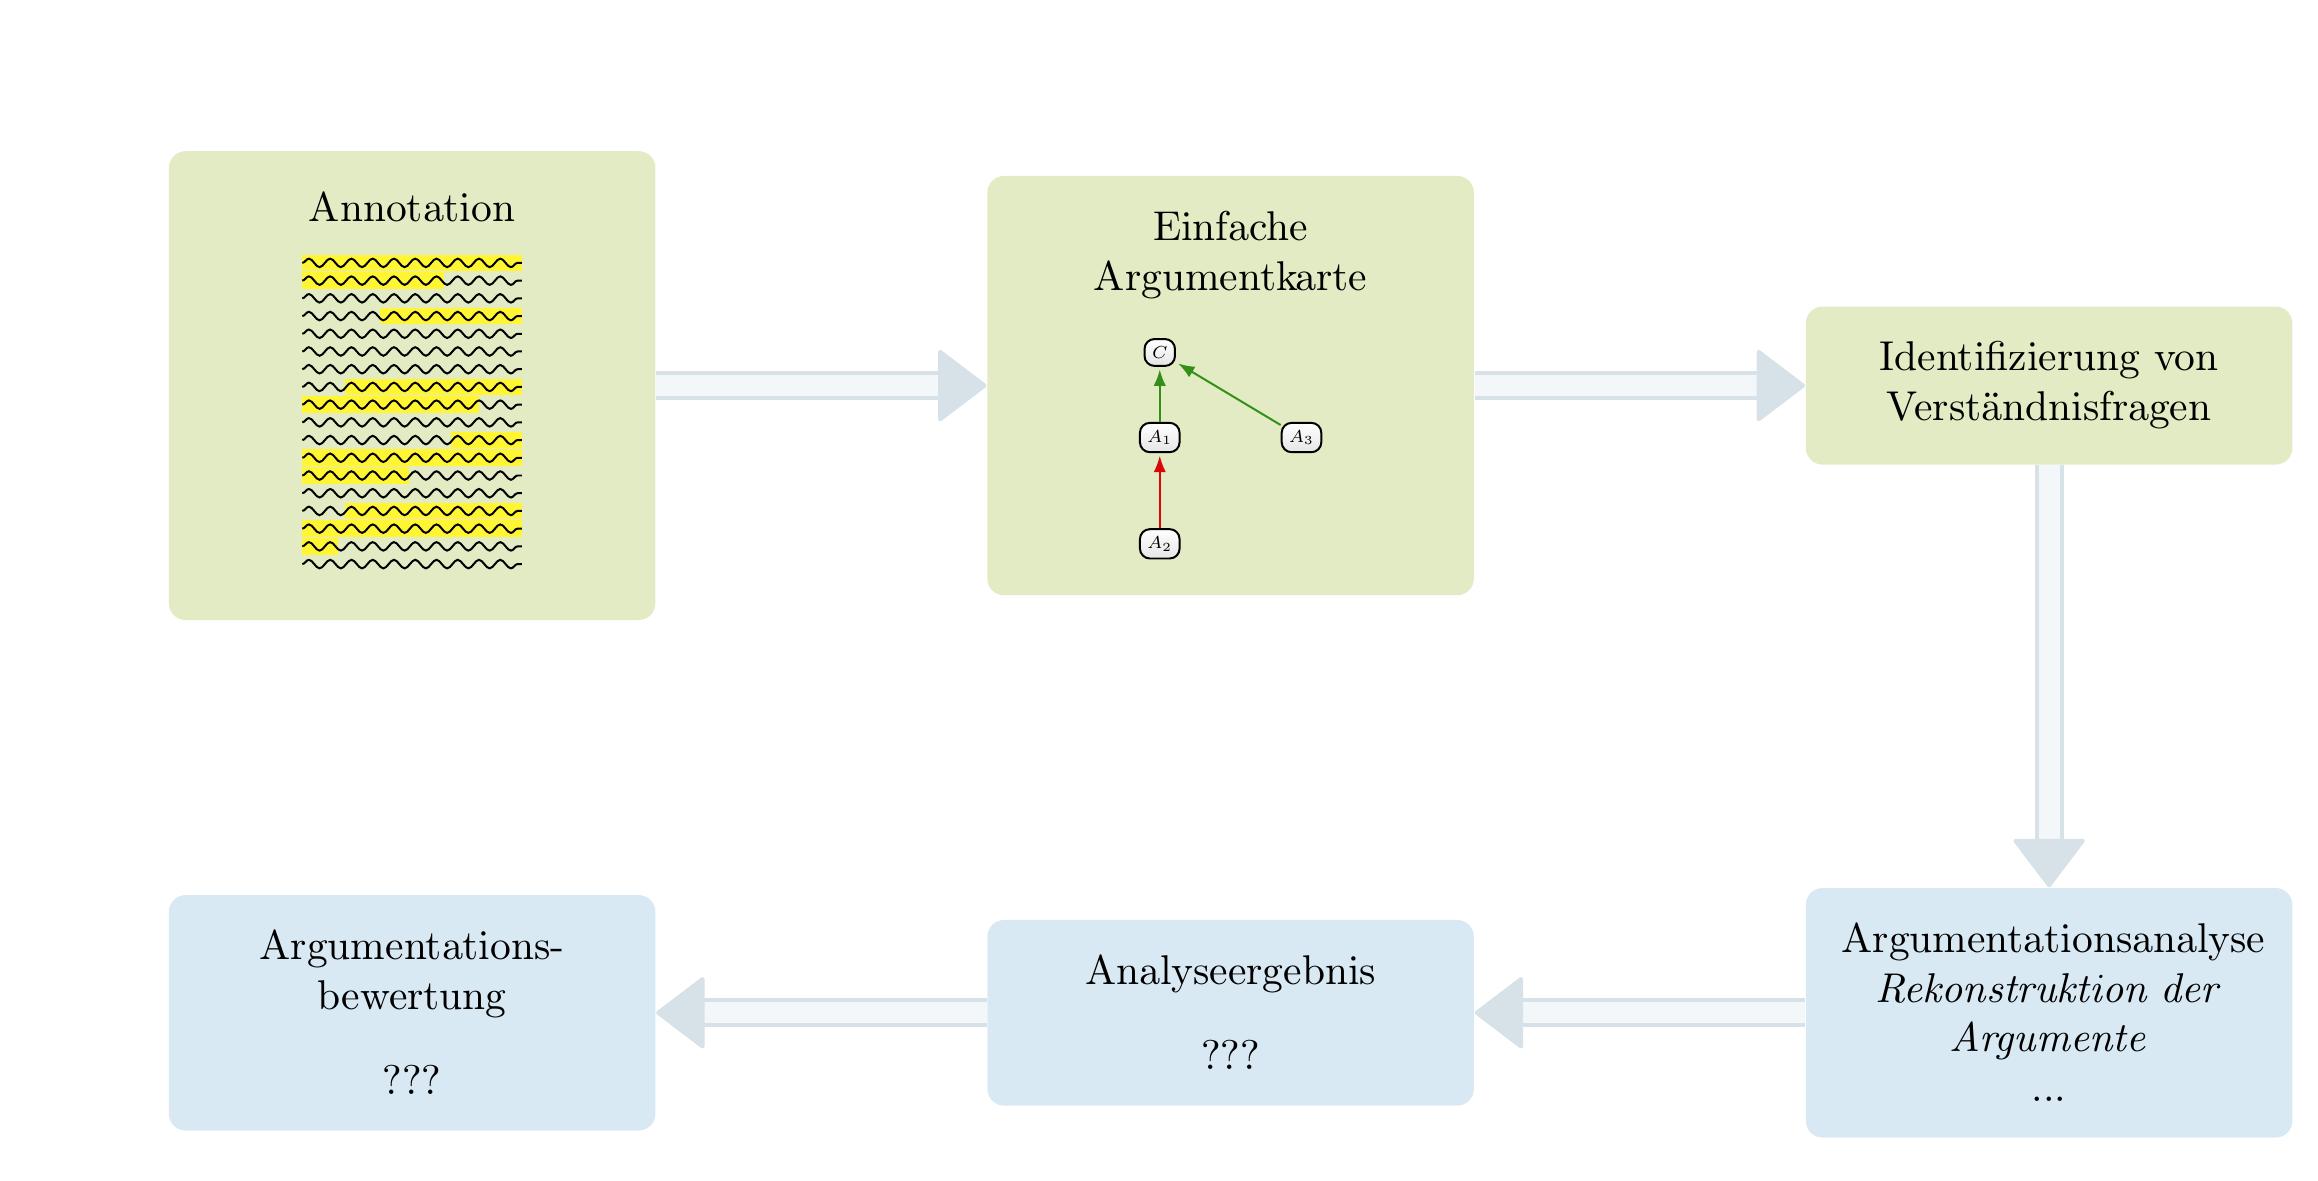 Annotation
Einfache
Argumentkarte
C
A₁
A₃
A₂
Identifizierung von
Verständnisfragen
Argumentationsanalyse
Rekonstruktion der
Argumente
...
Analyseergebnis
???
Argumentations-
bewertung
???